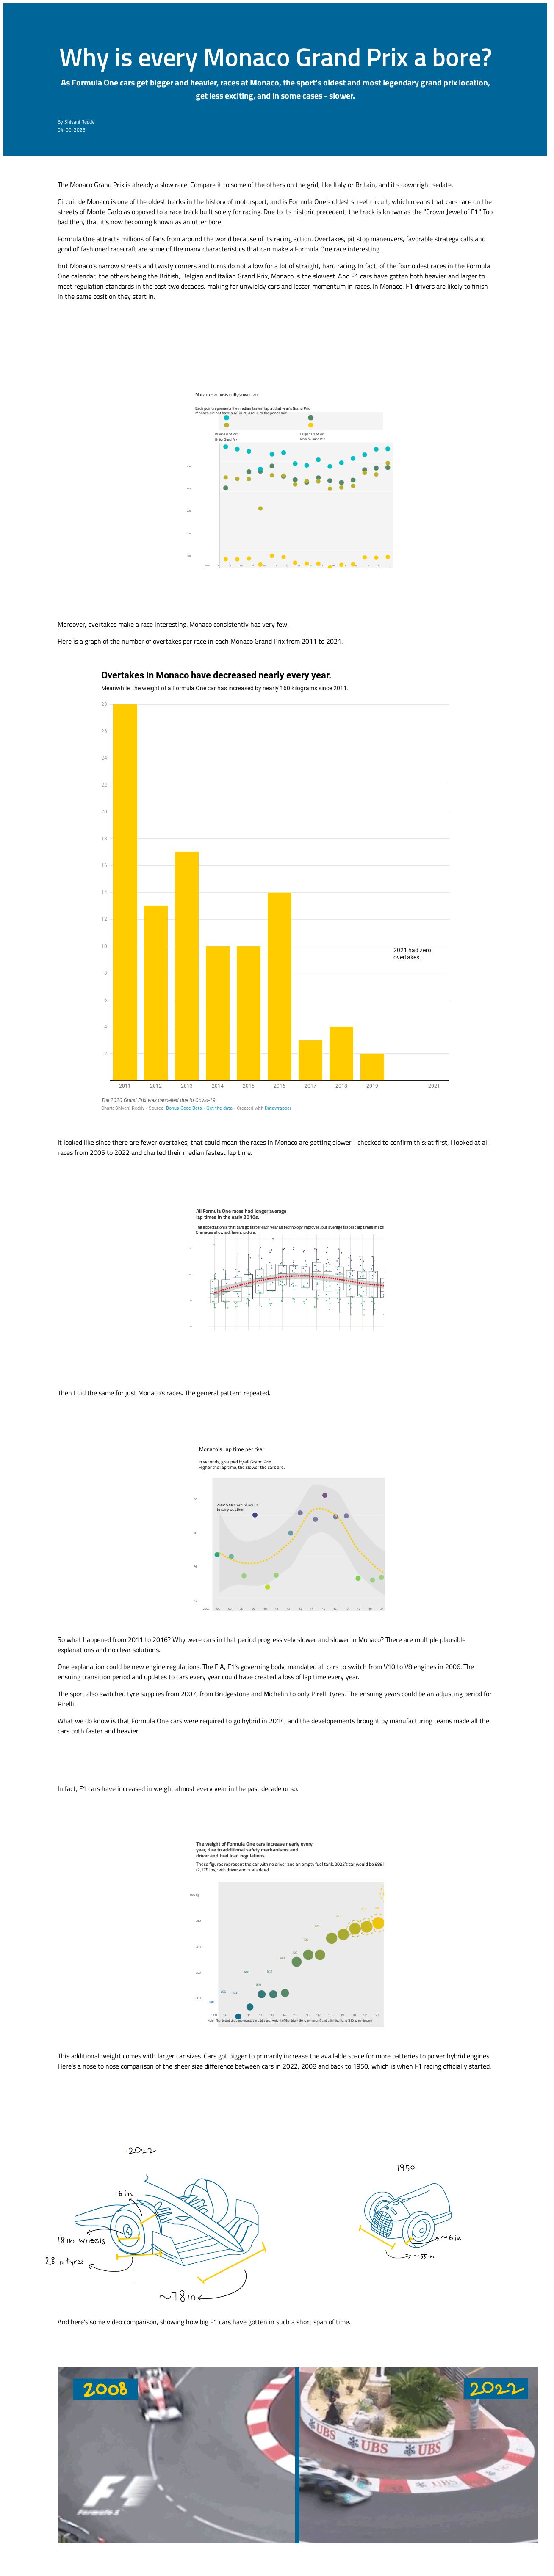 Why is every Monaco Grand Prix a bore?
As Formula One cars get bigger and heavier, races at Monaco, the sport's oldest and most legendary grand prix location,
get less exciting, and in some cases - slower.
By Shivani Reddy
04-09-2023
The Monaco Grand Prix is already a slow race. Compare it to some of the others on the grid, like Italy or Britain, and it's downright sedate.
Circuit de Monaco is one of the oldest tracks in the history of motorsport, and is Formula One's oldest street circuit, which means that cars race on the
streets of Monte Carlo as opposed to a race track built solely for racing. Due to its historic precedent, the track is known as the "Crown Jewel of F1." Too
bad then, that it's now becoming known as an utter bore.
Formula One attracts millions of fans from around the world because of its racing action. Overtakes, pit stop maneuvers, favorable strategy calls and
good ol' fashioned racecraft are some of the many characteristics that can make a Formula One race interesting.
But Monaco's narrow streets and twisty corners and turns do not allow for a lot of straight, hard racing. In fact, of the four oldest races in the Formula
One calendar, the others being the British, Belgian and Italian Grand Prix, Monaco is the slowest. And F1 cars have gotten both heavier and larger to
meet regulation standards in the past two decades, making for unwieldy cars and lesser momentum in races. In Monaco, F1 drivers are likely to finish
in the same position they start in.
Monaco is a consistently slower race.
Each point represents the median fastest lap at that year's Grand Prix.
Monaco did not have a GP in 2020 due to the pandemic.
Italian Grand Prix
Belgian Grand Prix
British Grand Prix
Monaco Grand Prix
Moreover, overtakes make a race interesting. Monaco consistently has very few.
Here is a graph of the number of overtakes per race in each Monaco Grand Prix from 2011 to 2021.
Overtakes in Monaco have decreased nearly every year.
Meanwhile, the weight of a Formula One car has increased by nearly 160 kilograms since 2011.
28
26
24
22
20
18
16
14
12
10
2021 had zero
overtakes.
8
6
4
2
2011 2012 2013 2014 2015 2016 2017 2018 2019 2021
The 2020 Grand Prix was cancelled due to Covid-19.
Chart: Shivani Reddy • Source: Bonus Code Bets • Get the data • Created with Datawrapper
It looked like since there are fewer overtakes, that could mean the races in Monaco are getting slower. I checked to confirm this: at first, I looked at all
races from 2005 to 2022 and charted their median fastest lap time.
All Formula One races had longer average
lap times in the early 2010s.
The expectation is that cars go faster each year as technology improves, but average fastest lap times in For
One races show a different picture.
Then I did the same for just Monaco's races. The general pattern repeated.
Monaco's Lap time per Year
in seconds, grouped by all Grand Prix.
Higher the lap time, the slower the cars are.
2008's race was slow due
to rainy weather
So what happened from 2011 to 2016? Why were cars in that period progressively slower and slower in Monaco? There are multiple plausible
explanations and no clear solutions.
One explanation could be new engine regulations. The FIA, F1's governing body, mandated all cars to switch from V10 to V8 engines in 2006. The
ensuing transition period and updates to cars every year could have created a loss of lap time every year.
The sport also switched tyre supplies from 2007, from Bridgestone and Michelin to only Pirelli tyres. The ensuing years could be an adjusting period for
Pirelli.
What we do know is that Formula One cars were required to go hybrid in 2014, and the developements brought by manufacturing teams made all the
cars both faster and heavier.
In fact, F1 cars have increased in weight almost every year in the past decade or so.
The weight of Formula One cars increase nearly every
year, due to additional safety mechanisms and
driver and fuel load regulations.
These figures represent the car with no driver and an empty fuel tank. 2022's car would be 988
(2,178 lbs) with driver and fuel added.
This additional weight comes with larger car sizes. Cars got bigger to primarily increase the available space for more batteries to power hybrid engines.
Here's a nose to nose comparison of the sheer size difference between cars in 2022, 2008 and back to 1950, which is when F1 racing officially started.
2022
1950
16 in
18 in wheels
~6 in
28 in tyres
~55 in
~78 in
And here's some video comparison, showing how big F1 cars have gotten in such a short span of time.
2008
2022
UBS
UBS
UBS
F1
Formula 1